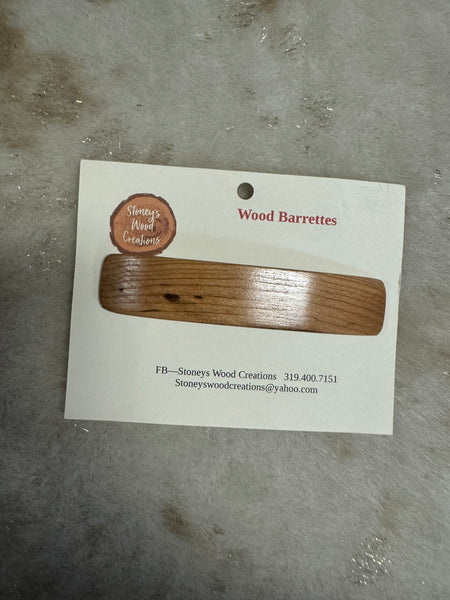 Stoney's
Wood
Creations
Wood Barrettes
FB—Stoneys Wood Creations 319.400.7151
Stoneyswoodcreations@yahoo.com